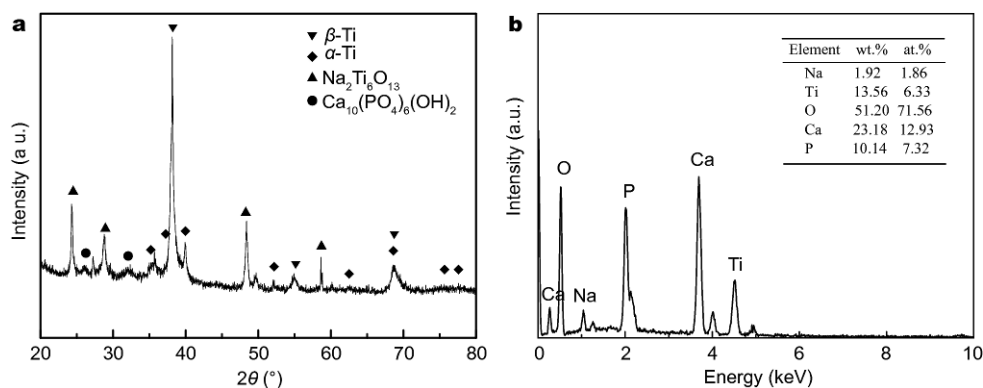 a
Intensity (a u.)
▼ β-Ti
◆ α-Ti
▲ Na₂Ti₆O₁₃
● Ca₁₀(PO₄)₆(OH)₂
20 30 40 50 60 70 80
2θ (°)
b
Intensity (a.u.)
Element wt.% at.%
Na 1.92 1.86
Ti 13.56 6.33
O 51.20 71.56
Ca 23.18 12.93
P 10.14 7.32
O
Ca
P
Ti
Ca
Na
0 2 4 6 8 10
Energy (keV)